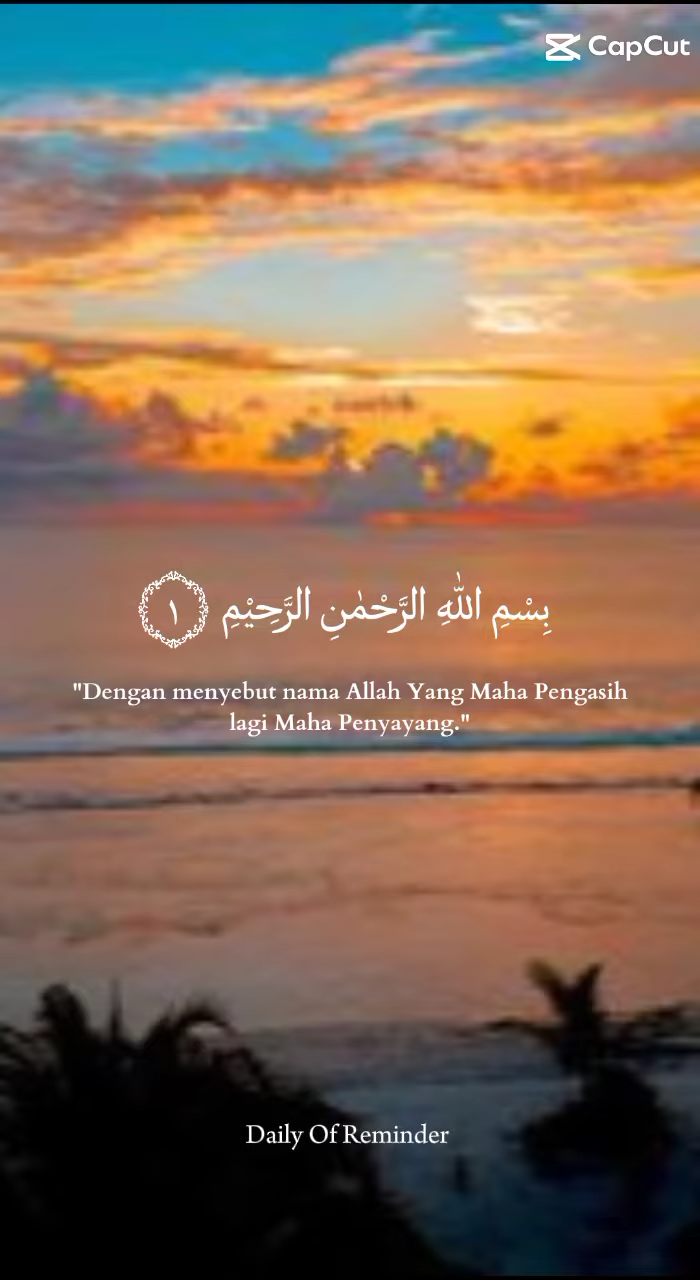 CapCut
بِسْمِ اللّٰهِ الرَّحْمٰنِ الرَّحِيْمِ ١
"Dengan menyebut nama Allah Yang Maha Pengasih
lagi Maha Penyayang."
Daily Of Reminder